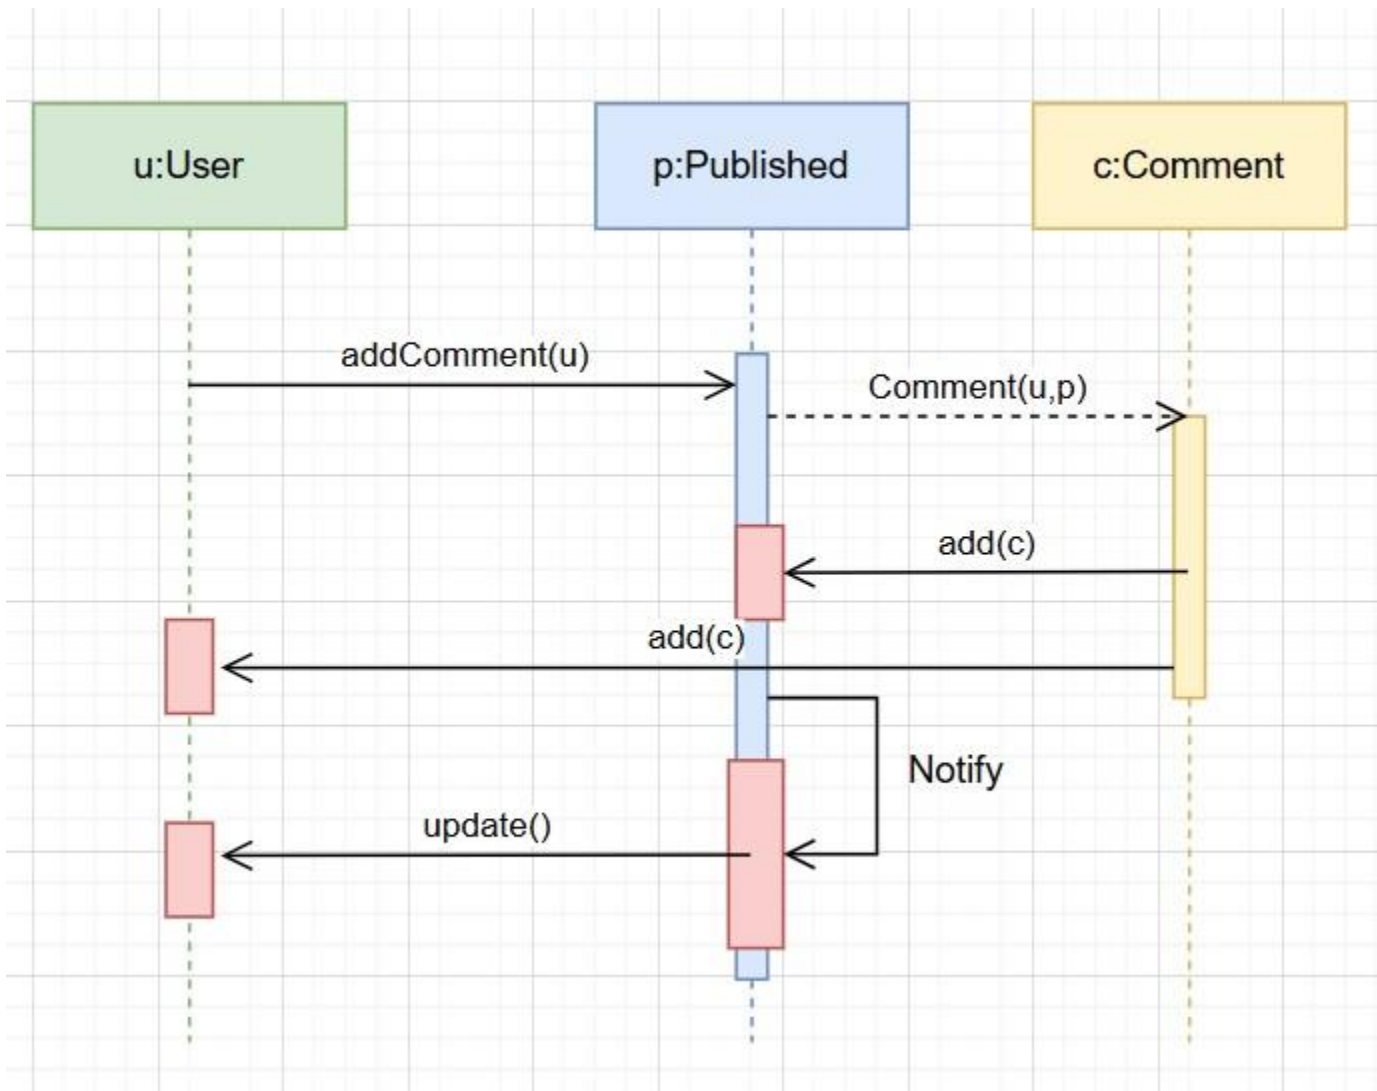 u:User
p:Published
c:Comment
addComment(u)
Comment(u,p)
add(c)
add(c)
Notify
update()